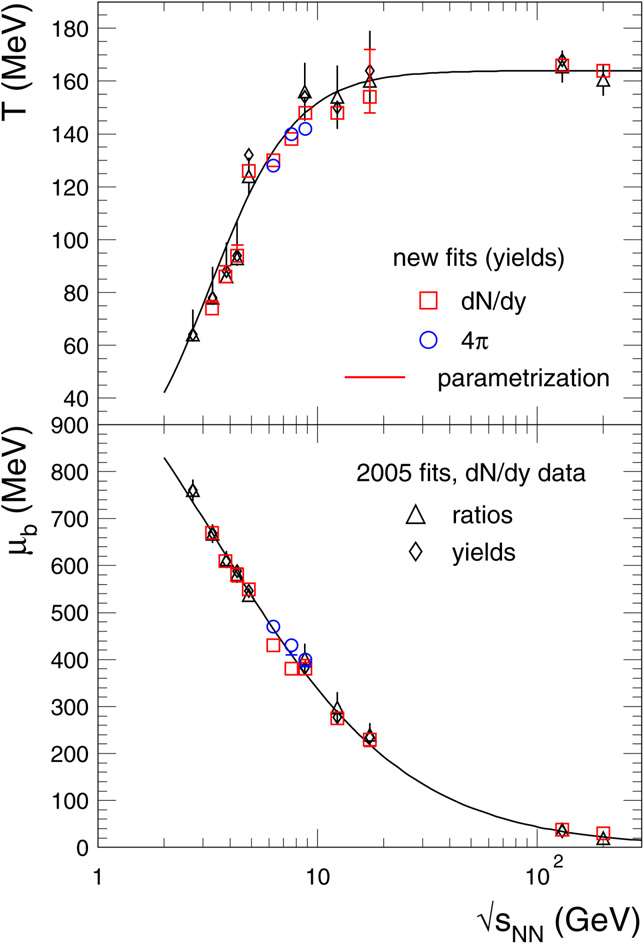 T (MeV)
160
140
120
100
80
60
40
180
new fits (yields)
dN/dy
4π
parametrization
μb (MeV)
900
800
700
600
500
400
300
200
100
0
2005 fits, dN/dy data
ratios
yields
1
10
10²
√sNN (GeV)